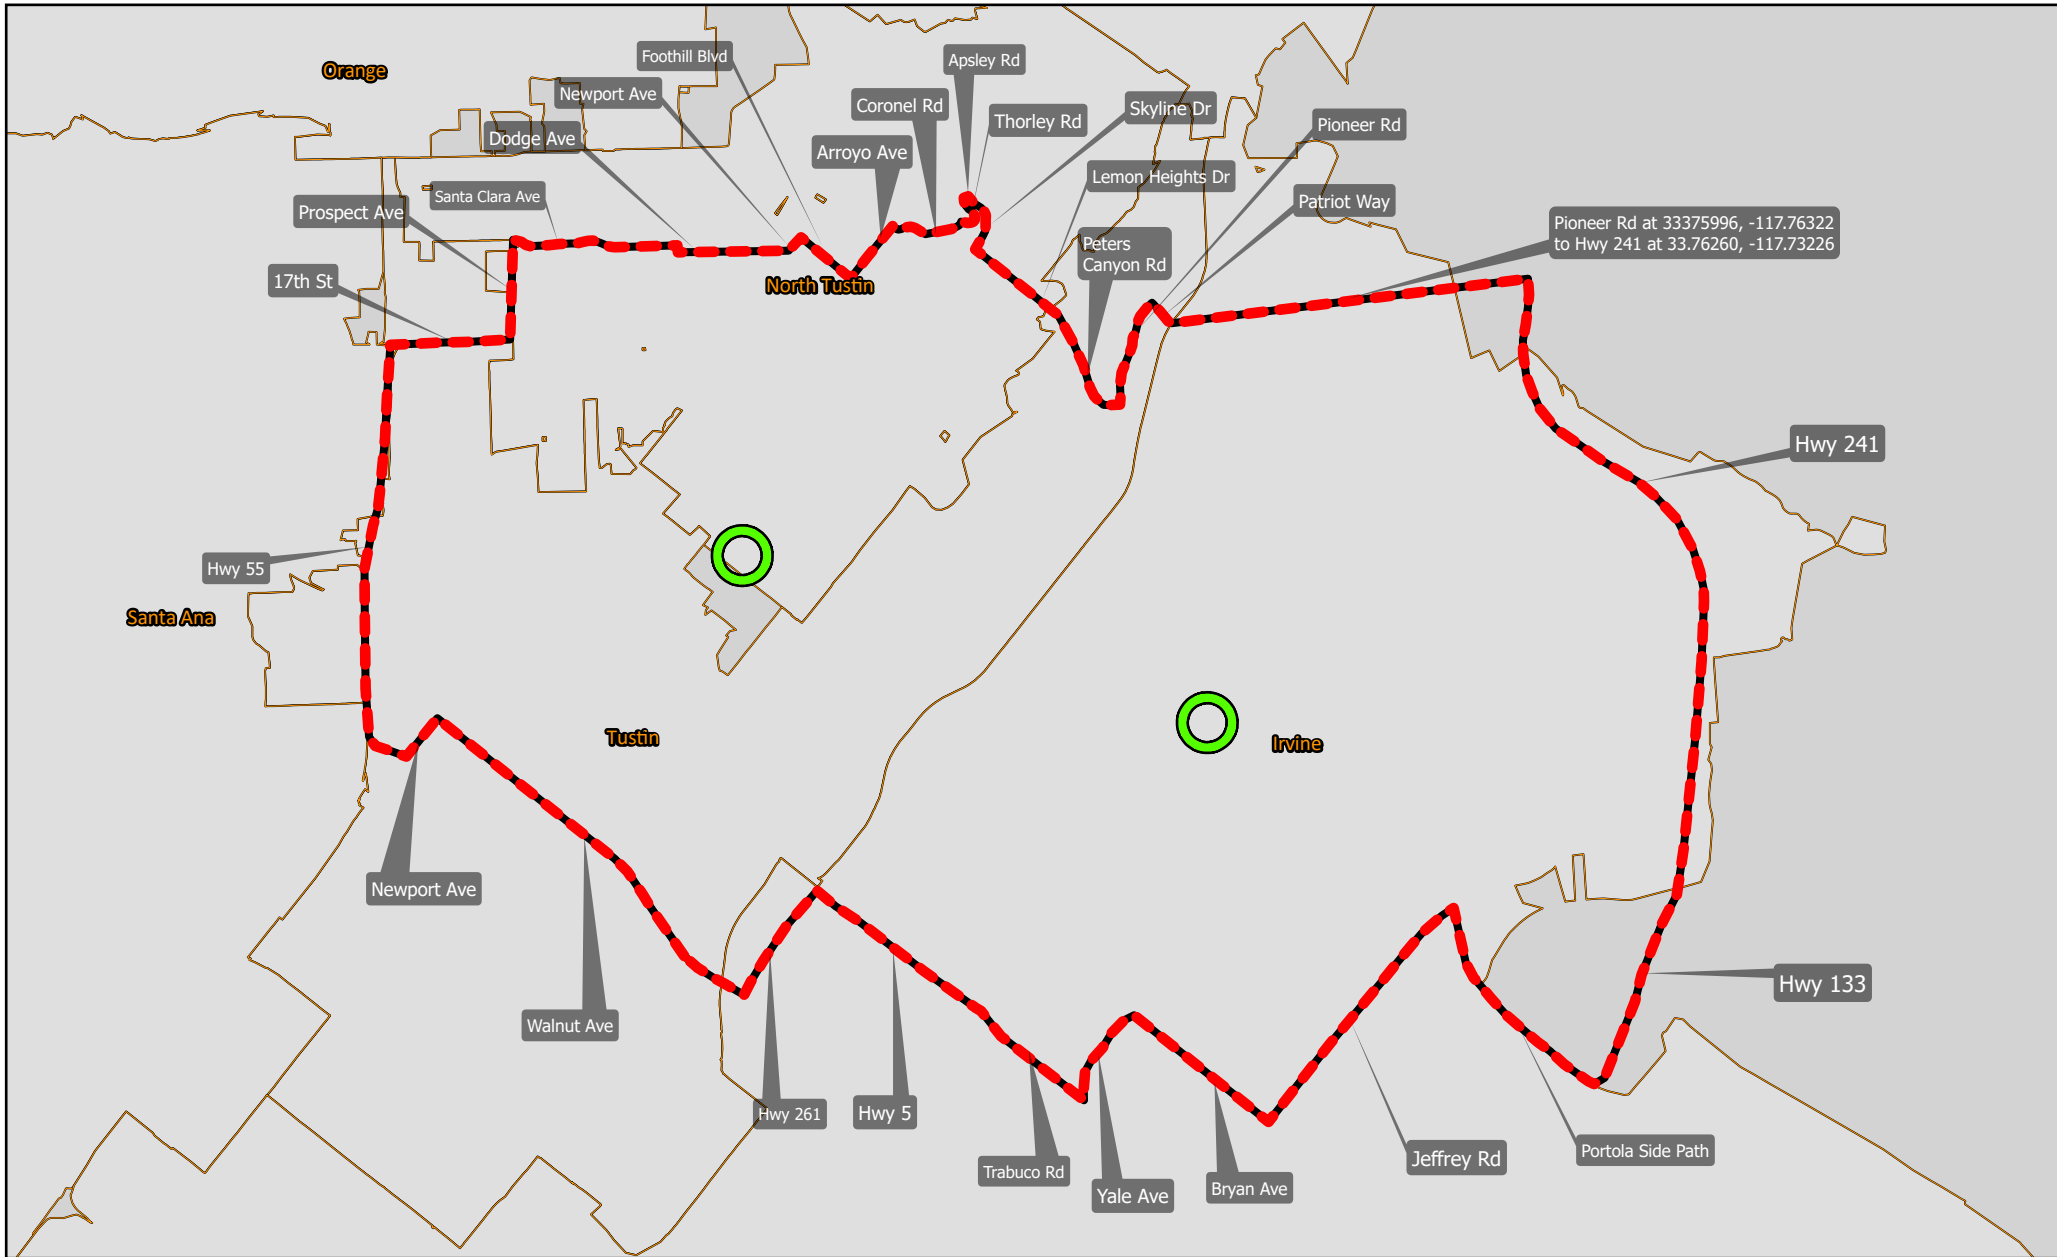 Orange
Foothill Blvd
Apsley Rd
Newport Ave
Coronel Rd
Skyline Dr
Thorley Rd
Pioneer Rd
Dodge Ave
Arroyo Ave
Lemon Heights Dr
Santa Clara Ave
Patriot Way
Prospect Ave
Pioneer Rd at 33375996, -117.76322
to Hwy 241 at 33.76260, -117.73226
Peters
Canyon Rd
17th St
North Tustin
Hwy 241
Hwy 55
Santa Ana
Tustin
Irvine
Newport Ave
Hwy 133
Walnut Ave
Hwy 261
Hwy 5
Portola Side Path
Jeffrey Rd
Trabuco Rd
Bryan Ave
Yale Ave